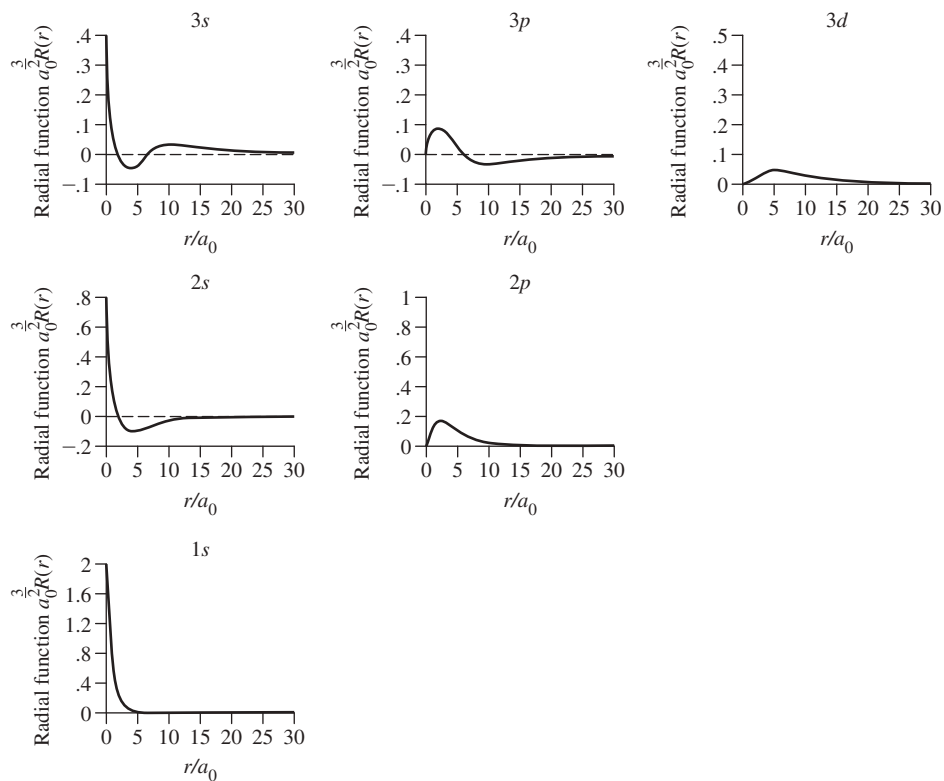 3s
Radial function a₀^{3/2}R(r)
.4
.3
.2
.1
0
−.1
0 5 10 15 20 25 30
r/a₀
3p
Radial function a₀^{3/2}R(r)
.4
.3
.2
.1
0
−.1
0 5 10 15 20 25 30
r/a₀
3d
Radial function a₀^{3/2}R(r)
.5
.4
.3
.2
.1
0
0 5 10 15 20 25 30
r/a₀
2s
Radial function a₀^{3/2}R(r)
.8
.6
.4
.2
0
−.2
0 5 10 15 20 25 30
r/a₀
2p
Radial function a₀^{3/2}R(r)
1
.8
.6
.4
.2
0
0 5 10 15 20 25 30
r/a₀
1s
Radial function a₀^{3/2}R(r)
2
1.6
1.2
.8
.4
0
0 5 10 15 20 25 30
r/a₀